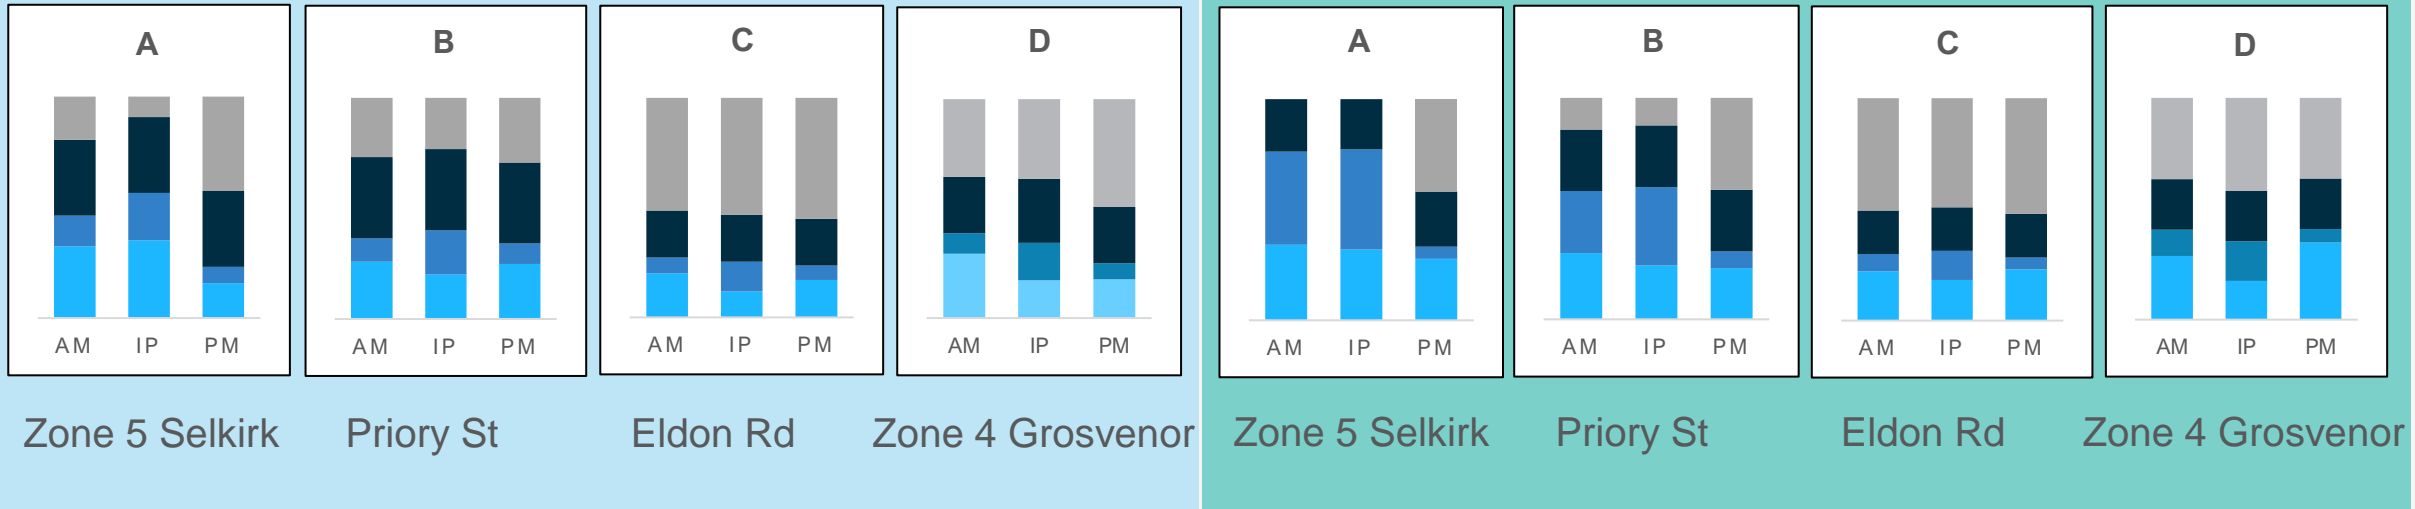 A
AM IP PM
Zone 5 Selkirk
B
AM IP PM
Priory St
C
AM IP PM
Eldon Rd
D
AM IP PM
Zone 4 Grosvenor
A
AM IP PM
Zone 5 Selkirk
B
AM IP PM
Priory St
C
AM IP PM
Eldon Rd
D
AM IP PM
Zone 4 Grosvenor